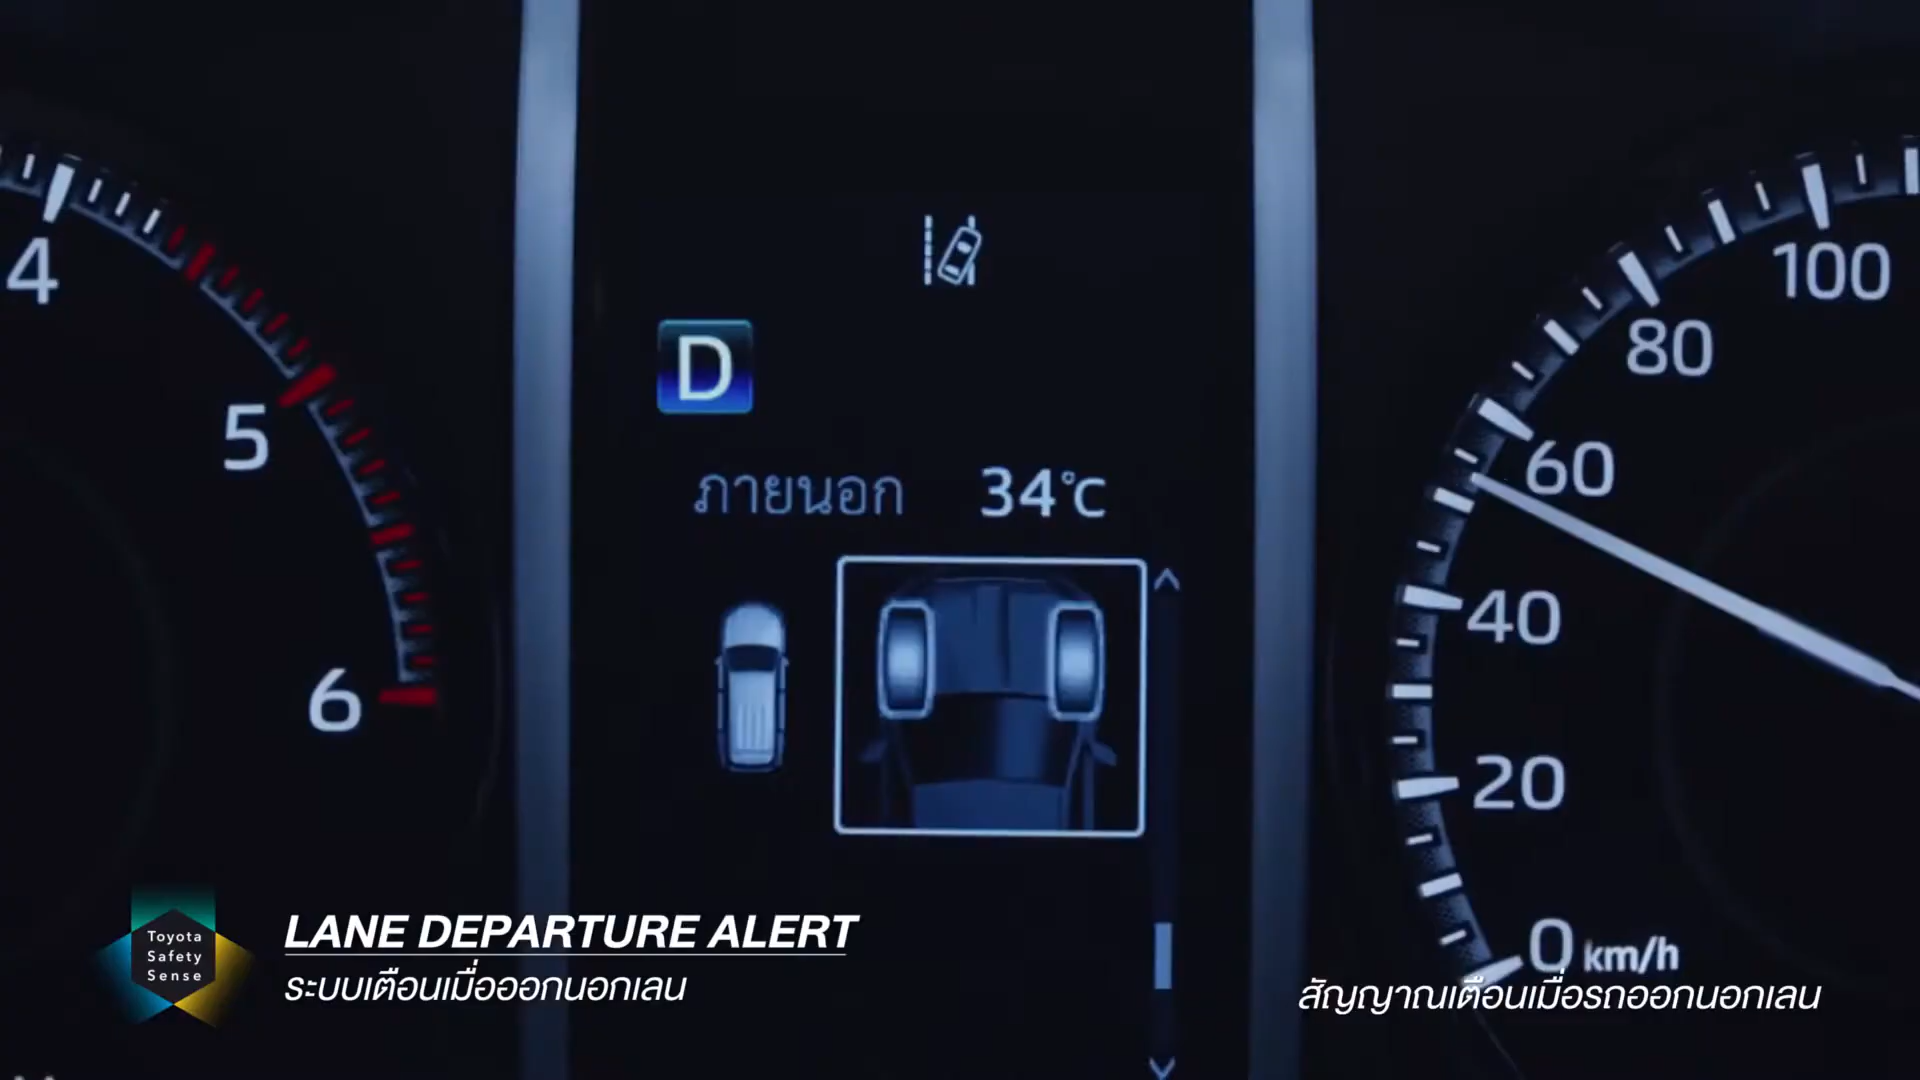 4
5
6
D
ภายนอก 34°C
100
80
60
40
20
0 km/h
Toyota
Safety
Sense
LANE DEPARTURE ALERT
ระบบเตือนเมื่อออกนอกเลน
สัญญาณเตือนเมื่อรถออกนอกเลน